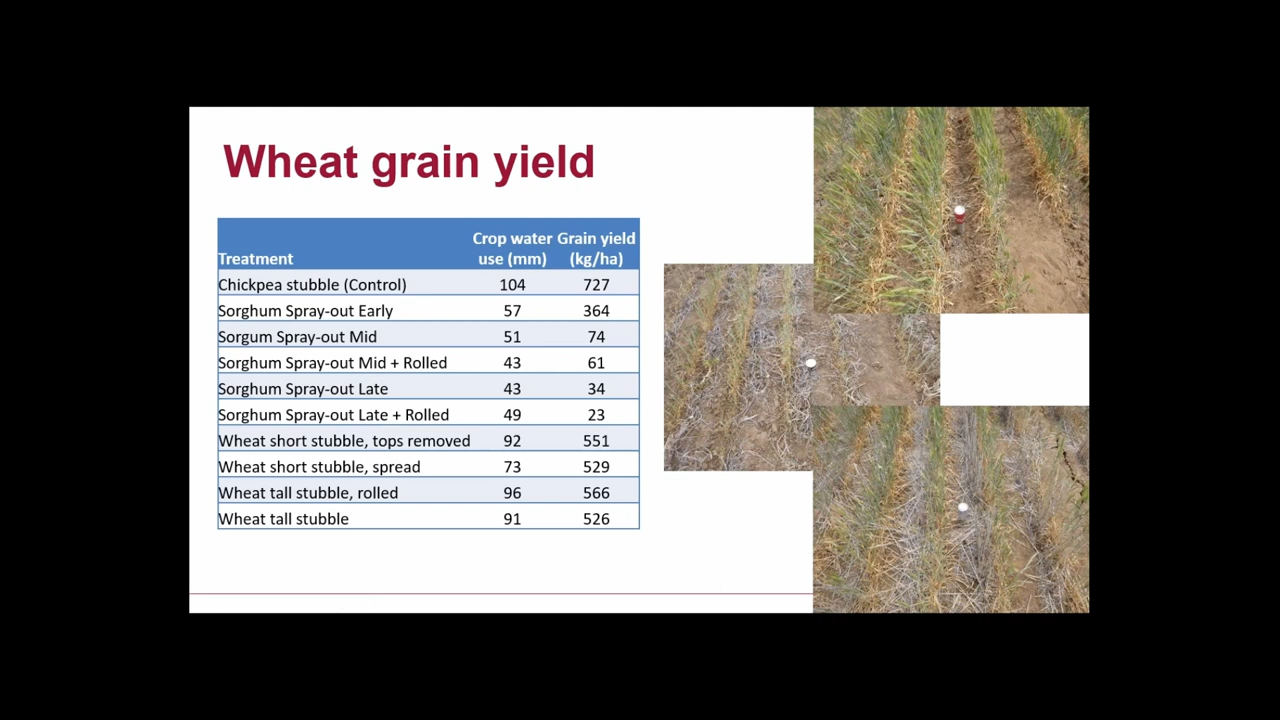 Wheat grain yield
Treatment Crop water use (mm) Grain yield (kg/ha)
Chickpea stubble (Control) 104 727
Sorghum Spray-out Early 57 364
Sorgum Spray-out Mid 51 74
Sorghum Spray-out Mid + Rolled 43 61
Sorghum Spray-out Late 43 34
Sorghum Spray-out Late + Rolled 49 23
Wheat short stubble, tops removed 92 551
Wheat short stubble, spread 73 529
Wheat tall stubble, rolled 96 566
Wheat tall stubble 91 526